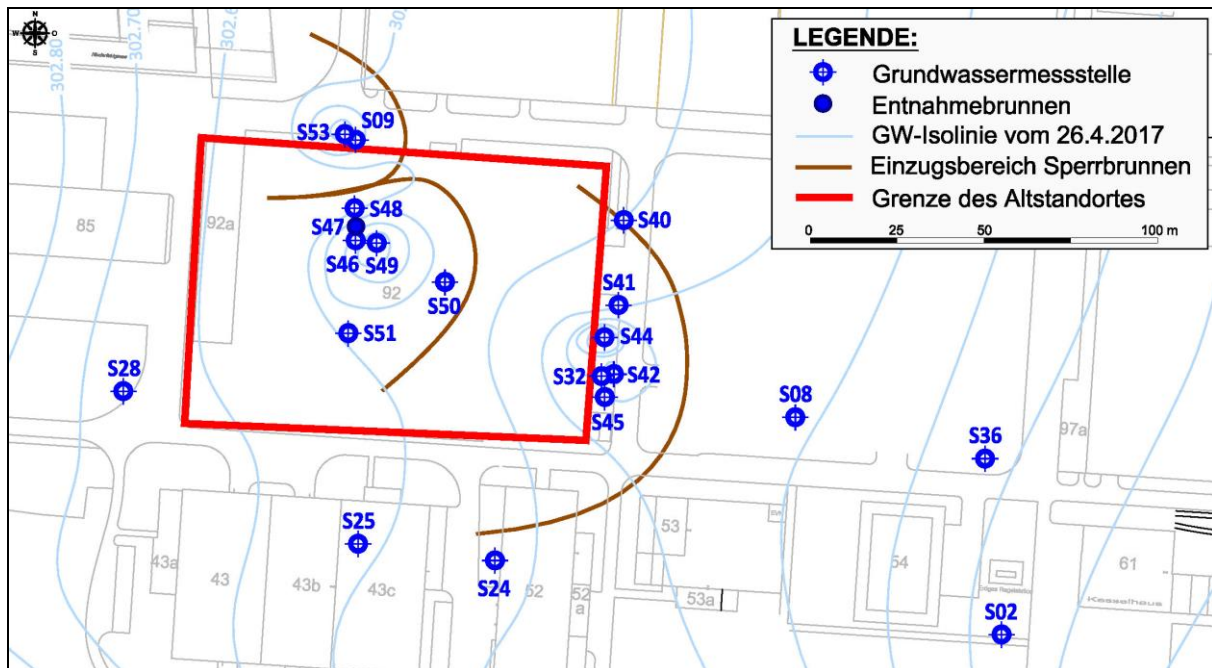 N
W
O
S
302.80
302.70
302.6
302.
LEGENDE:
Grundwassermessstelle
Entnahmebrunnen
GW-Isolinie vom 26.4.2017
Einzugsbereich Sperrbrunnen
Grenze des Altstandortes
0 25 50 100 m
S53
S09
85
92a
S48
S47
S46
S49
92
S50
S51
S40
S41
S44
S32
S42
S45
S28
S08
S36
97a
S25
S24
43a
43
43b
43c
52
52
a
53
53a
54
61
Kesselhaus
S02